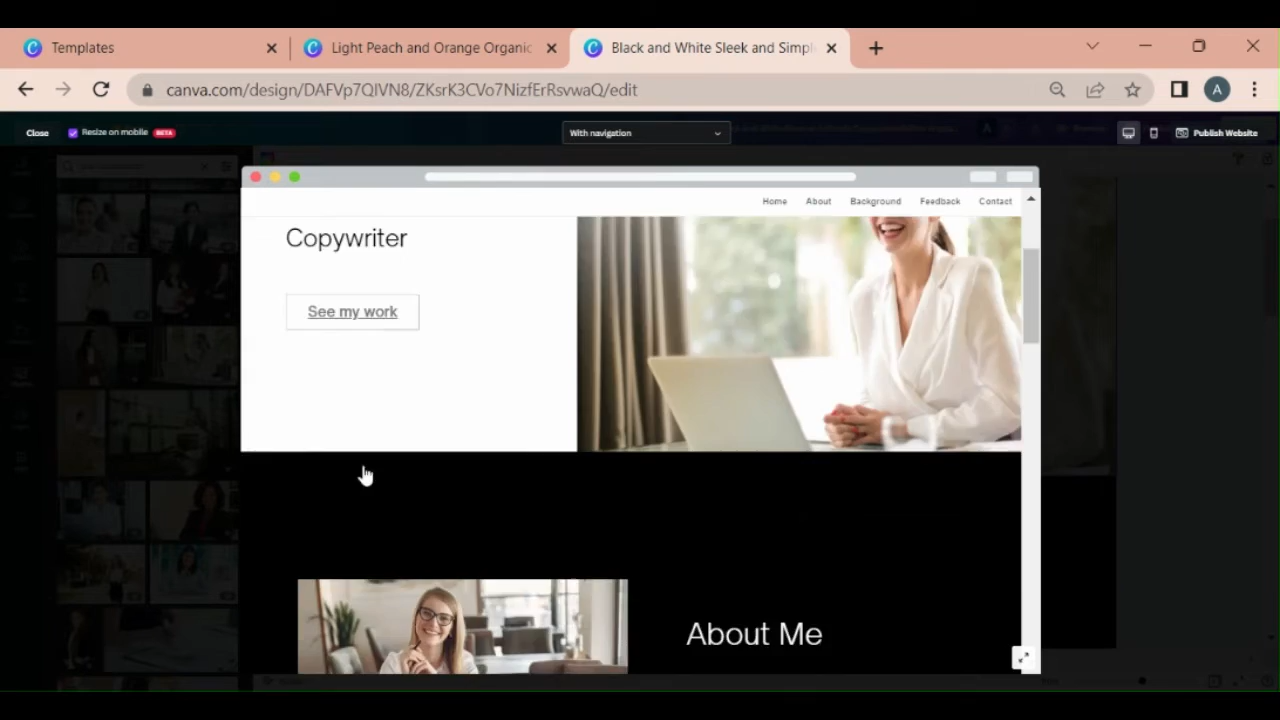 Templates
Light Peach and Orange Organic
Black and White Sleek and Simpl
canva.com/design/DAFVp7QIVN8/ZKsrK3CVo7NizfErRsvwaQ/edit
A
Close
Resize on mobile BETA
With navigation
Publish Website
Home About Background Feedback Contact
Copywriter
See my work
About Me